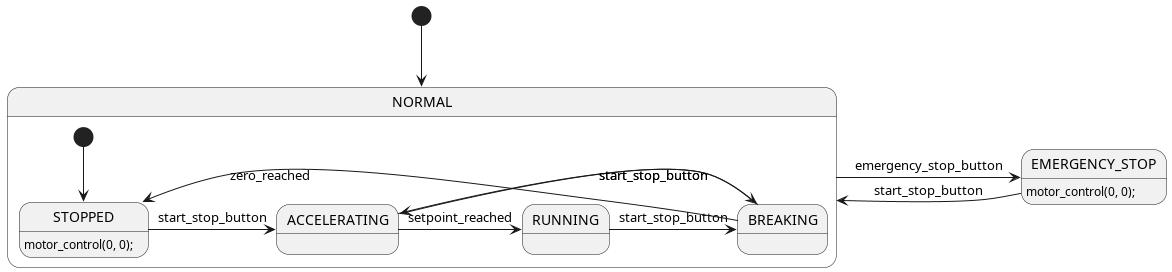 NORMAL
emergency_stop_button
EMERGENCY_STOP
motor_control(0, 0);
start_stop_button
zero_reached
start_stop_button
STOPPED
motor_control(0, 0);
start_stop_button
ACCELERATING
setpoint_reached
RUNNING
start_stop_button
BREAKING